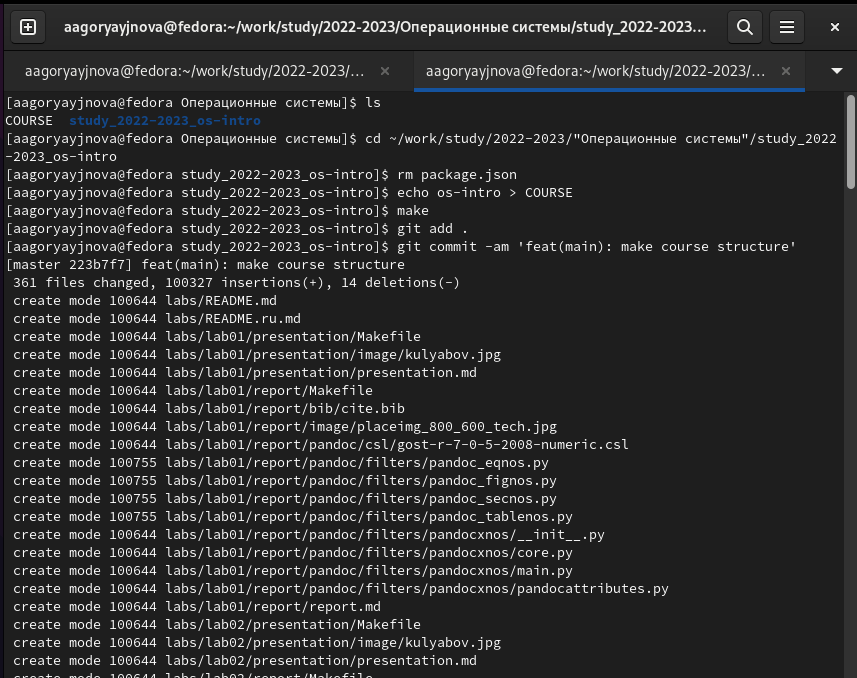 aagoryayjnova@fedora:~/work/study/2022-2023/Операционные системы/study_2022-2023...
aagoryayjnova@fedora:~/work/study/2022-2023/...
aagoryayjnova@fedora:~/work/study/2022-2023/...
[aagoryayjnova@fedora Операционные системы]$ ls
COURSE  study_2022-2023_os-intro
[aagoryayjnova@fedora Операционные системы]$ cd ~/work/study/2022-2023/"Операционные системы"/study_2022
-2023_os-intro
[aagoryayjnova@fedora study_2022-2023_os-intro]$ rm package.json
[aagoryayjnova@fedora study_2022-2023_os-intro]$ echo os-intro > COURSE
[aagoryayjnova@fedora study_2022-2023_os-intro]$ make
[aagoryayjnova@fedora study_2022-2023_os-intro]$ git add .
[aagoryayjnova@fedora study_2022-2023_os-intro]$ git commit -am 'feat(main): make course structure'
[master 223b7f7] feat(main): make course structure
 361 files changed, 100327 insertions(+), 14 deletions(-)
 create mode 100644 labs/README.md
 create mode 100644 labs/README.ru.md
 create mode 100644 labs/lab01/presentation/Makefile
 create mode 100644 labs/lab01/presentation/image/kulyabov.jpg
 create mode 100644 labs/lab01/presentation/presentation.md
 create mode 100644 labs/lab01/report/Makefile
 create mode 100644 labs/lab01/report/bib/cite.bib
 create mode 100644 labs/lab01/report/image/placeimg_800_600_tech.jpg
 create mode 100644 labs/lab01/report/pandoc/csl/gost-r-7-0-5-2008-numeric.csl
 create mode 100755 labs/lab01/report/pandoc/filters/pandoc_eqnos.py
 create mode 100755 labs/lab01/report/pandoc/filters/pandoc_fignos.py
 create mode 100755 labs/lab01/report/pandoc/filters/pandoc_secnos.py
 create mode 100755 labs/lab01/report/pandoc/filters/pandoc_tablenos.py
 create mode 100644 labs/lab01/report/pandoc/filters/pandocxnos/__init__.py
 create mode 100644 labs/lab01/report/pandoc/filters/pandocxnos/core.py
 create mode 100644 labs/lab01/report/pandoc/filters/pandocxnos/main.py
 create mode 100644 labs/lab01/report/pandoc/filters/pandocxnos/pandocattributes.py
 create mode 100644 labs/lab01/report/report.md
 create mode 100644 labs/lab02/presentation/Makefile
 create mode 100644 labs/lab02/presentation/image/kulyabov.jpg
 create mode 100644 labs/lab02/presentation/presentation.md
 create mode 100644 labs/lab02/report/Makefile